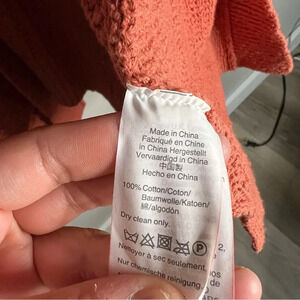 Made in China
Fabriqué en Chine
in China Hergestellt
Vervaardigd in China
中国製
Hecho en China
100% Cotton/Coton/
Baumwolle/Katoen/
綿/algodón
Dry clean only.
Nettoyer à sec seulement.
Nur chemische reinigung.